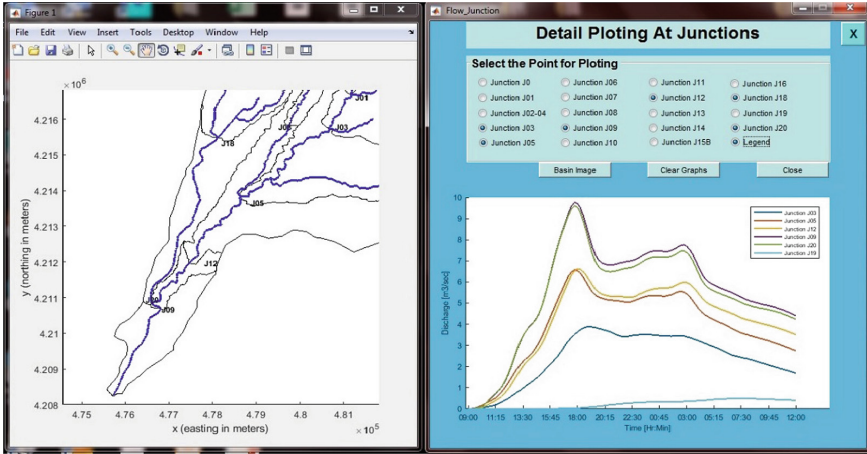 Figure 1
File Edit View Insert Tools Desktop Window Help
×10⁶
4.216
4.215
4.214
4.213
4.212
4.211
4.21
4.209
4.208
y (northing in meters)
J01
J03
J18
J05
J12
J09
4.75 4.76 4.77 4.78 4.79 4.8 4.81
x (easting in meters)
×10⁵
Flow_Junction
Detail Ploting At Junctions
X
Select the Point for Ploting
Junction J0 Junction J06 Junction J11 Junction J16
Junction J01 Junction J07 Junction J12 Junction J18
Junction J02-04 Junction J08 Junction J13 Junction J19
Junction J03 Junction J09 Junction J14 Junction J20
Junction J05 Junction J10 Junction J15B Legend
Basin Image Clear Graphs Close
10
9
8
7
6
5
4
3
2
1
0
Discharge [m3/sec]
Junction J03
Junction J05
Junction J12
Junction J09
Junction J20
Junction J19
09:00 11:15 13:30 15:45 18:00 20:15 22:30 00:45 03:00 05:15 07:30 09:45 12:00
Time [Hr:Min]